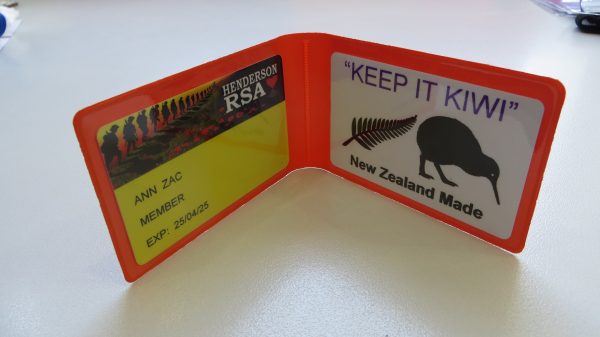 HENDERSON
RSA
ANN ZAC
MEMBER
EXP: 25/04/25
"KEEP IT KIWI"
New Zealand Made